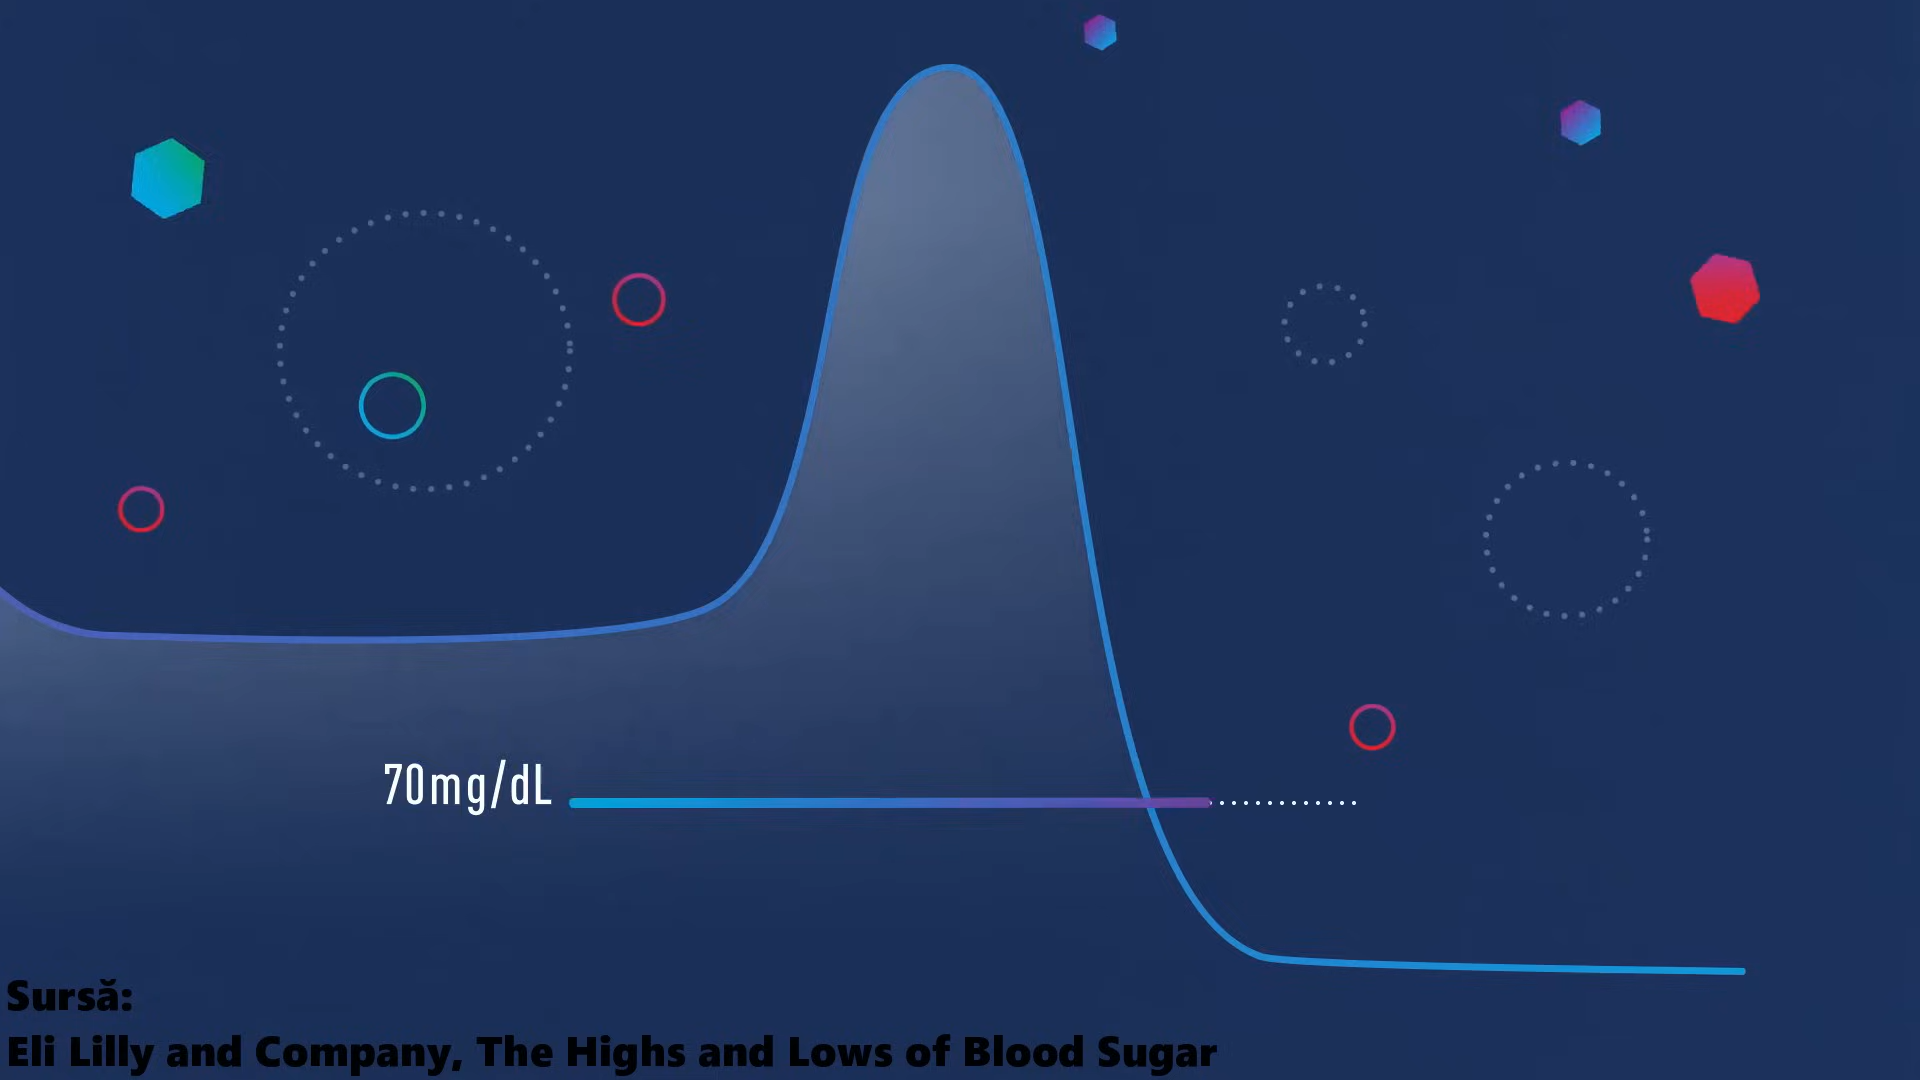 70mg/dL
Sursă:
Eli Lilly and Company, The Highs and Lows of Blood Sugar